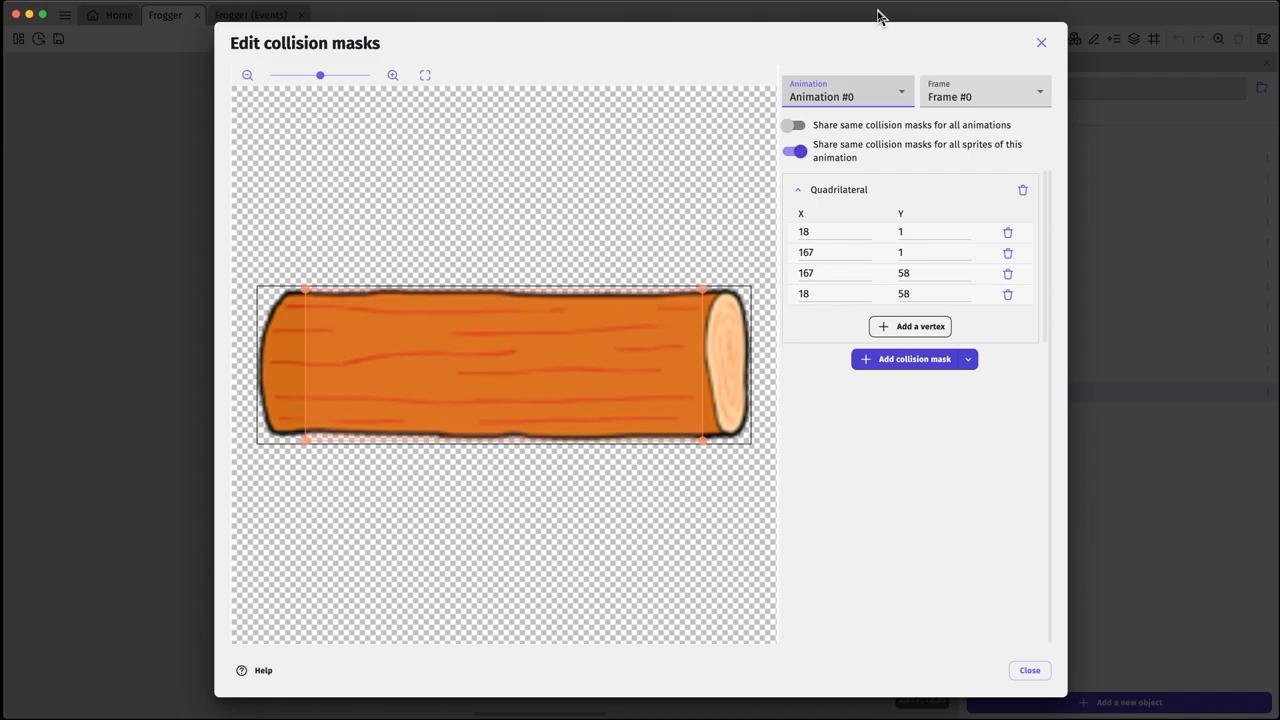 Home
Frogger
Frogger (Events)
Edit collision masks
Animation
Animation #0
Frame
Frame #0
Share same collision masks for all animations
Share same collision masks for all sprites of this
animation
Quadrilateral
X Y
18 1
167 1
167 58
18 58
Add a vertex
Add collision mask
Help
Close
Add a new object